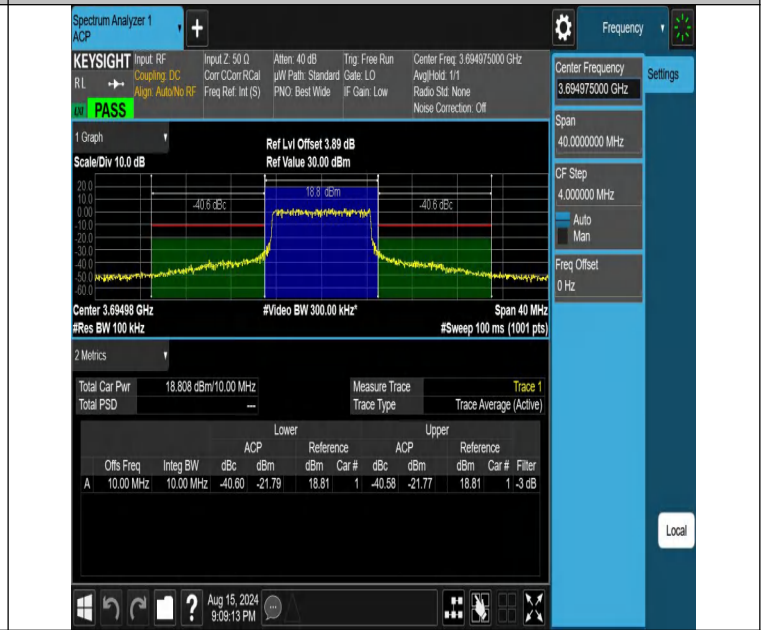 Spectrum Analyzer 1
ACP
Frequency
KEYSIGHT Input: RF Input Z: 50 Ω Atten: 40 dB Trig: Free Run Center Freq: 3.694975000 GHz
RL Coupling: DC Corr CCorr RCal µW Path: Standard Gate: LO Avg|Hold: 1/1
Align: Auto/No RF Freq Ref: Int (S) PNO: Best Wide IF Gain: Low Radio Std: None
PASS Noise Correction: Off
Center Frequency
3.694975000 GHz
Settings
Span
40.0000000 MHz
CF Step
4.000000 MHz
Auto
Man
Freq Offset
0 Hz
Local
1 Graph
Ref Lvl Offset 3.89 dB
Scale/Div 10.0 dB Ref Value 30.00 dBm
20.0
10.0
0.00
-10.0
-20.0
-30.0
-40.0
-50.0
-60.0
-40.6 dBc 18.8 dBm -40.6 dBc
Center 3.69498 GHz #Video BW 300.00 kHz* Span 40 MHz
#Res BW 100 kHz #Sweep 100 ms (1001 pts)
2 Metrics
Total Car Pwr 18.808 dBm/10.00 MHz Measure Trace Trace 1
Total PSD --- Trace Type Trace Average (Active)
Lower Upper
ACP Reference ACP Reference
Offs Freq Integ BW dBc dBm dBm Car # dBc dBm dBm Car # Filter
A 10.00 MHz 10.00 MHz -40.60 -21.79 18.81 1 -40.58 -21.77 18.81 1 -3 dB
Aug 15, 2024
9:09:13 PM